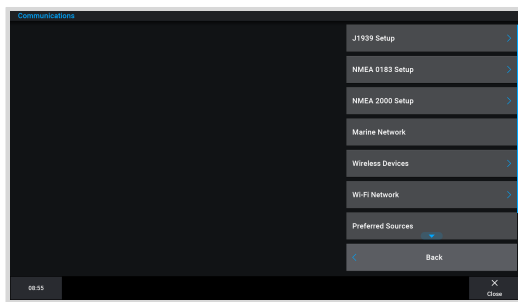 Communications
J1939 Setup
NMEA 0183 Setup
NMEA 2000 Setup
Marine Network
Wireless Devices
Wi-Fi Network
Preferred Sources
Back
08:55
Close